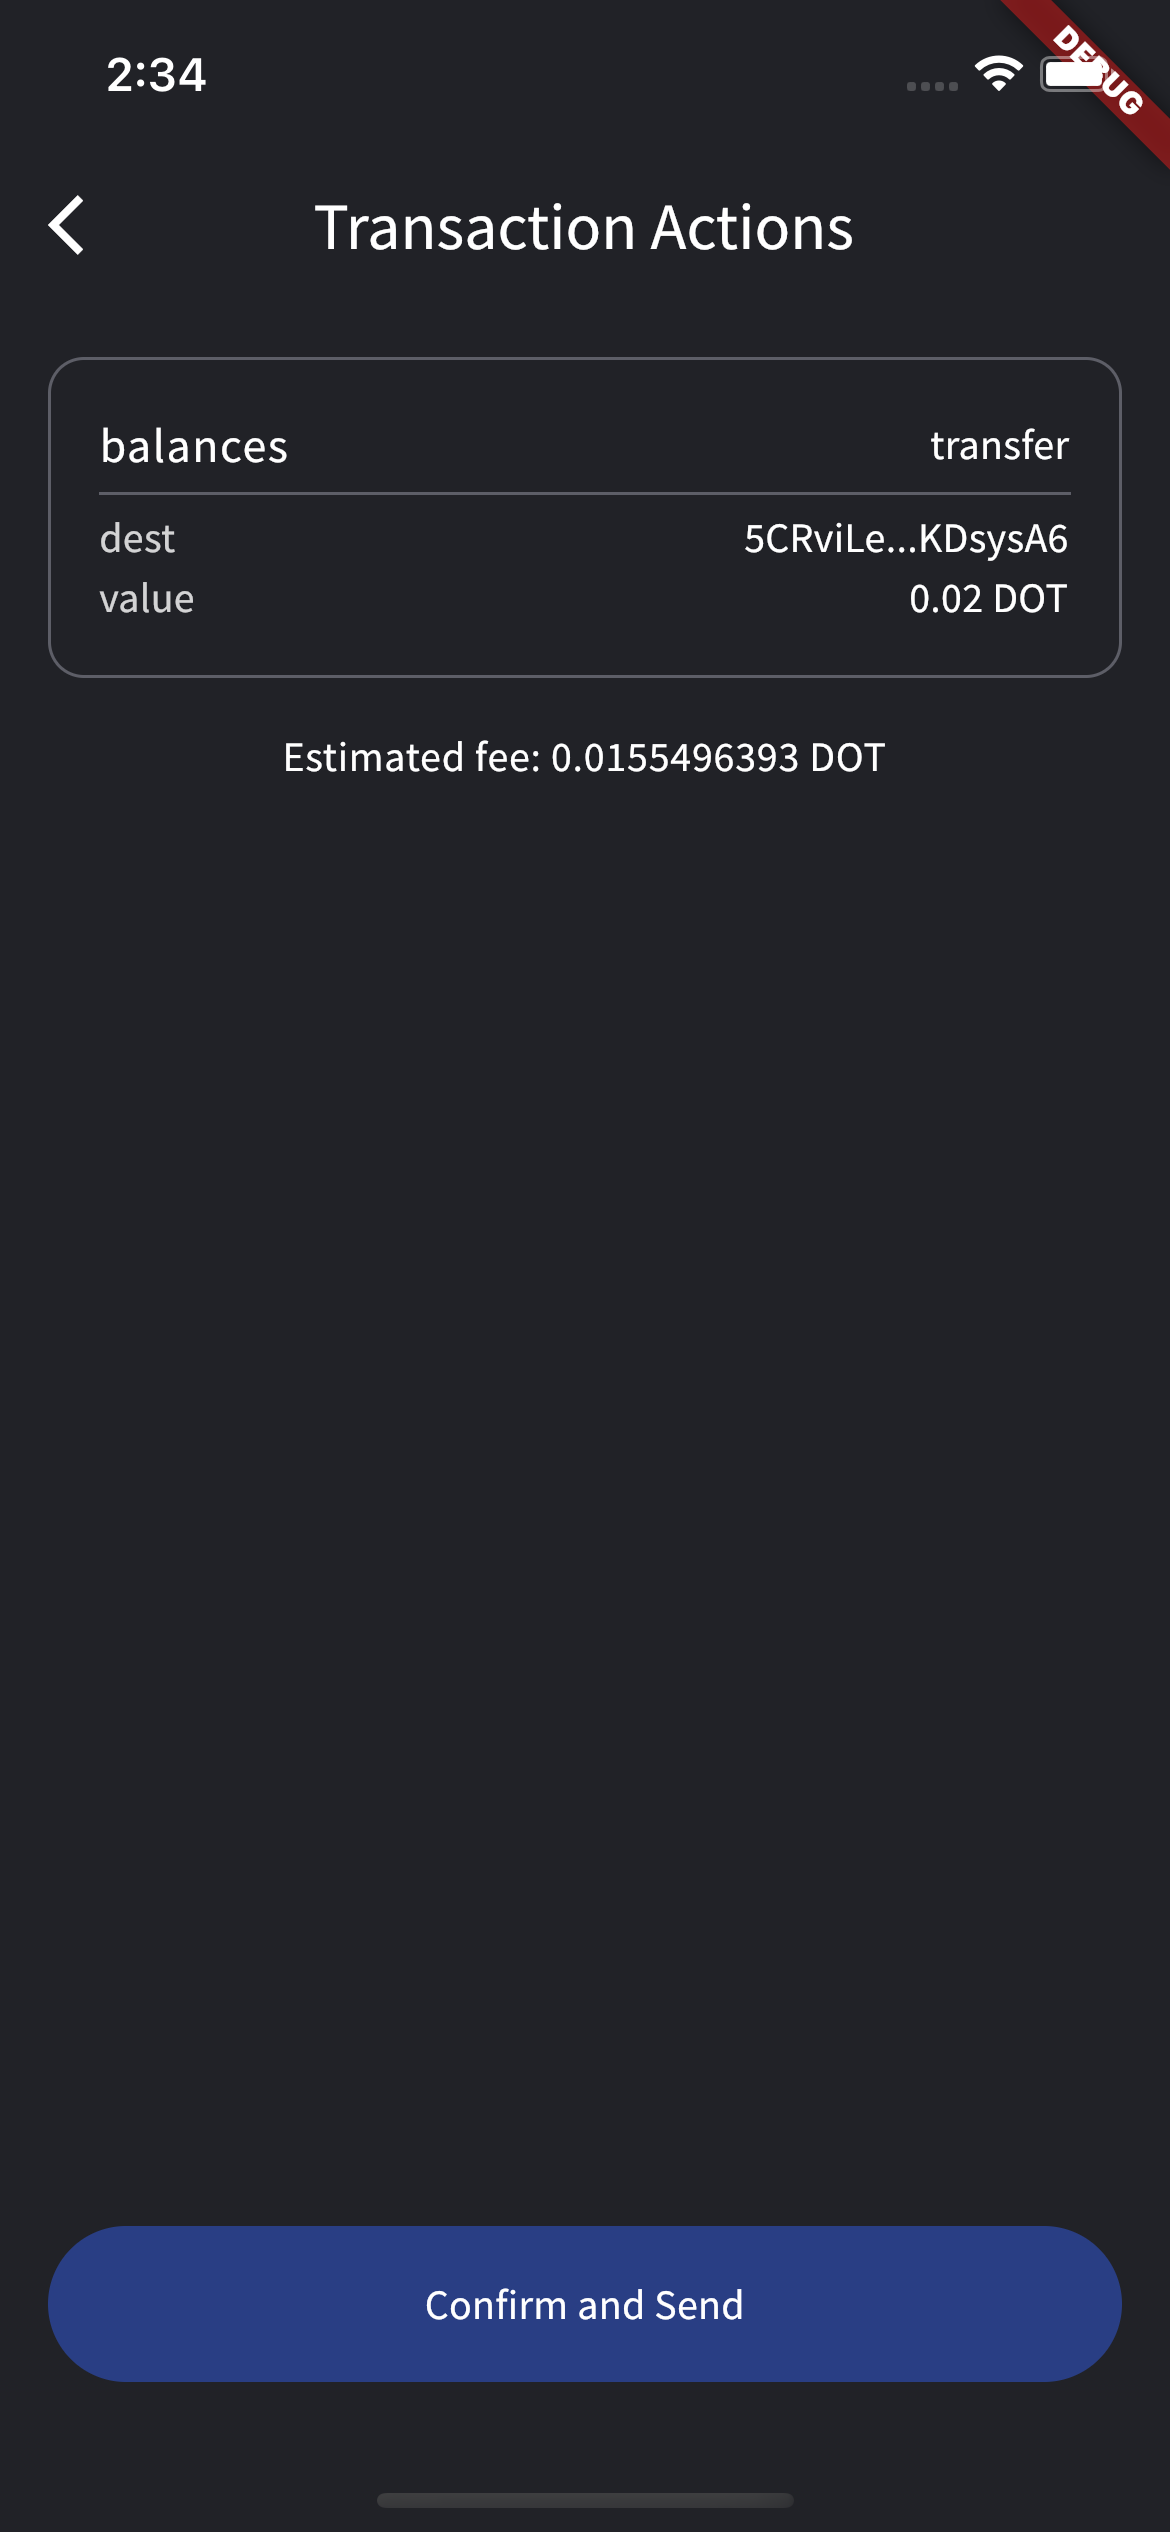 2:34
DEBUG
Transaction Actions
balances transfer
dest 5CRviLe...KDsysA6
value 0.02 DOT
Estimated fee: 0.0155496393 DOT
Confirm and Send